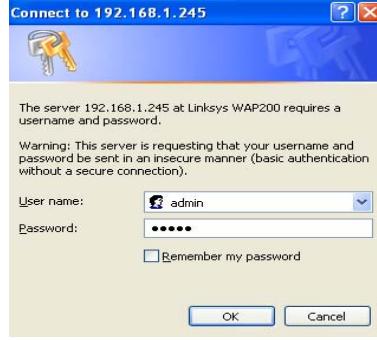 Connect to 192.168.1.245
The server 192.168.1.245 at Linksys WAP200 requires a
username and password.
Warning: This server is requesting that your username and
password be sent in an insecure manner (basic authentication
without a secure connection).
User name: admin
Password: •••••
Remember my password
OK Cancel